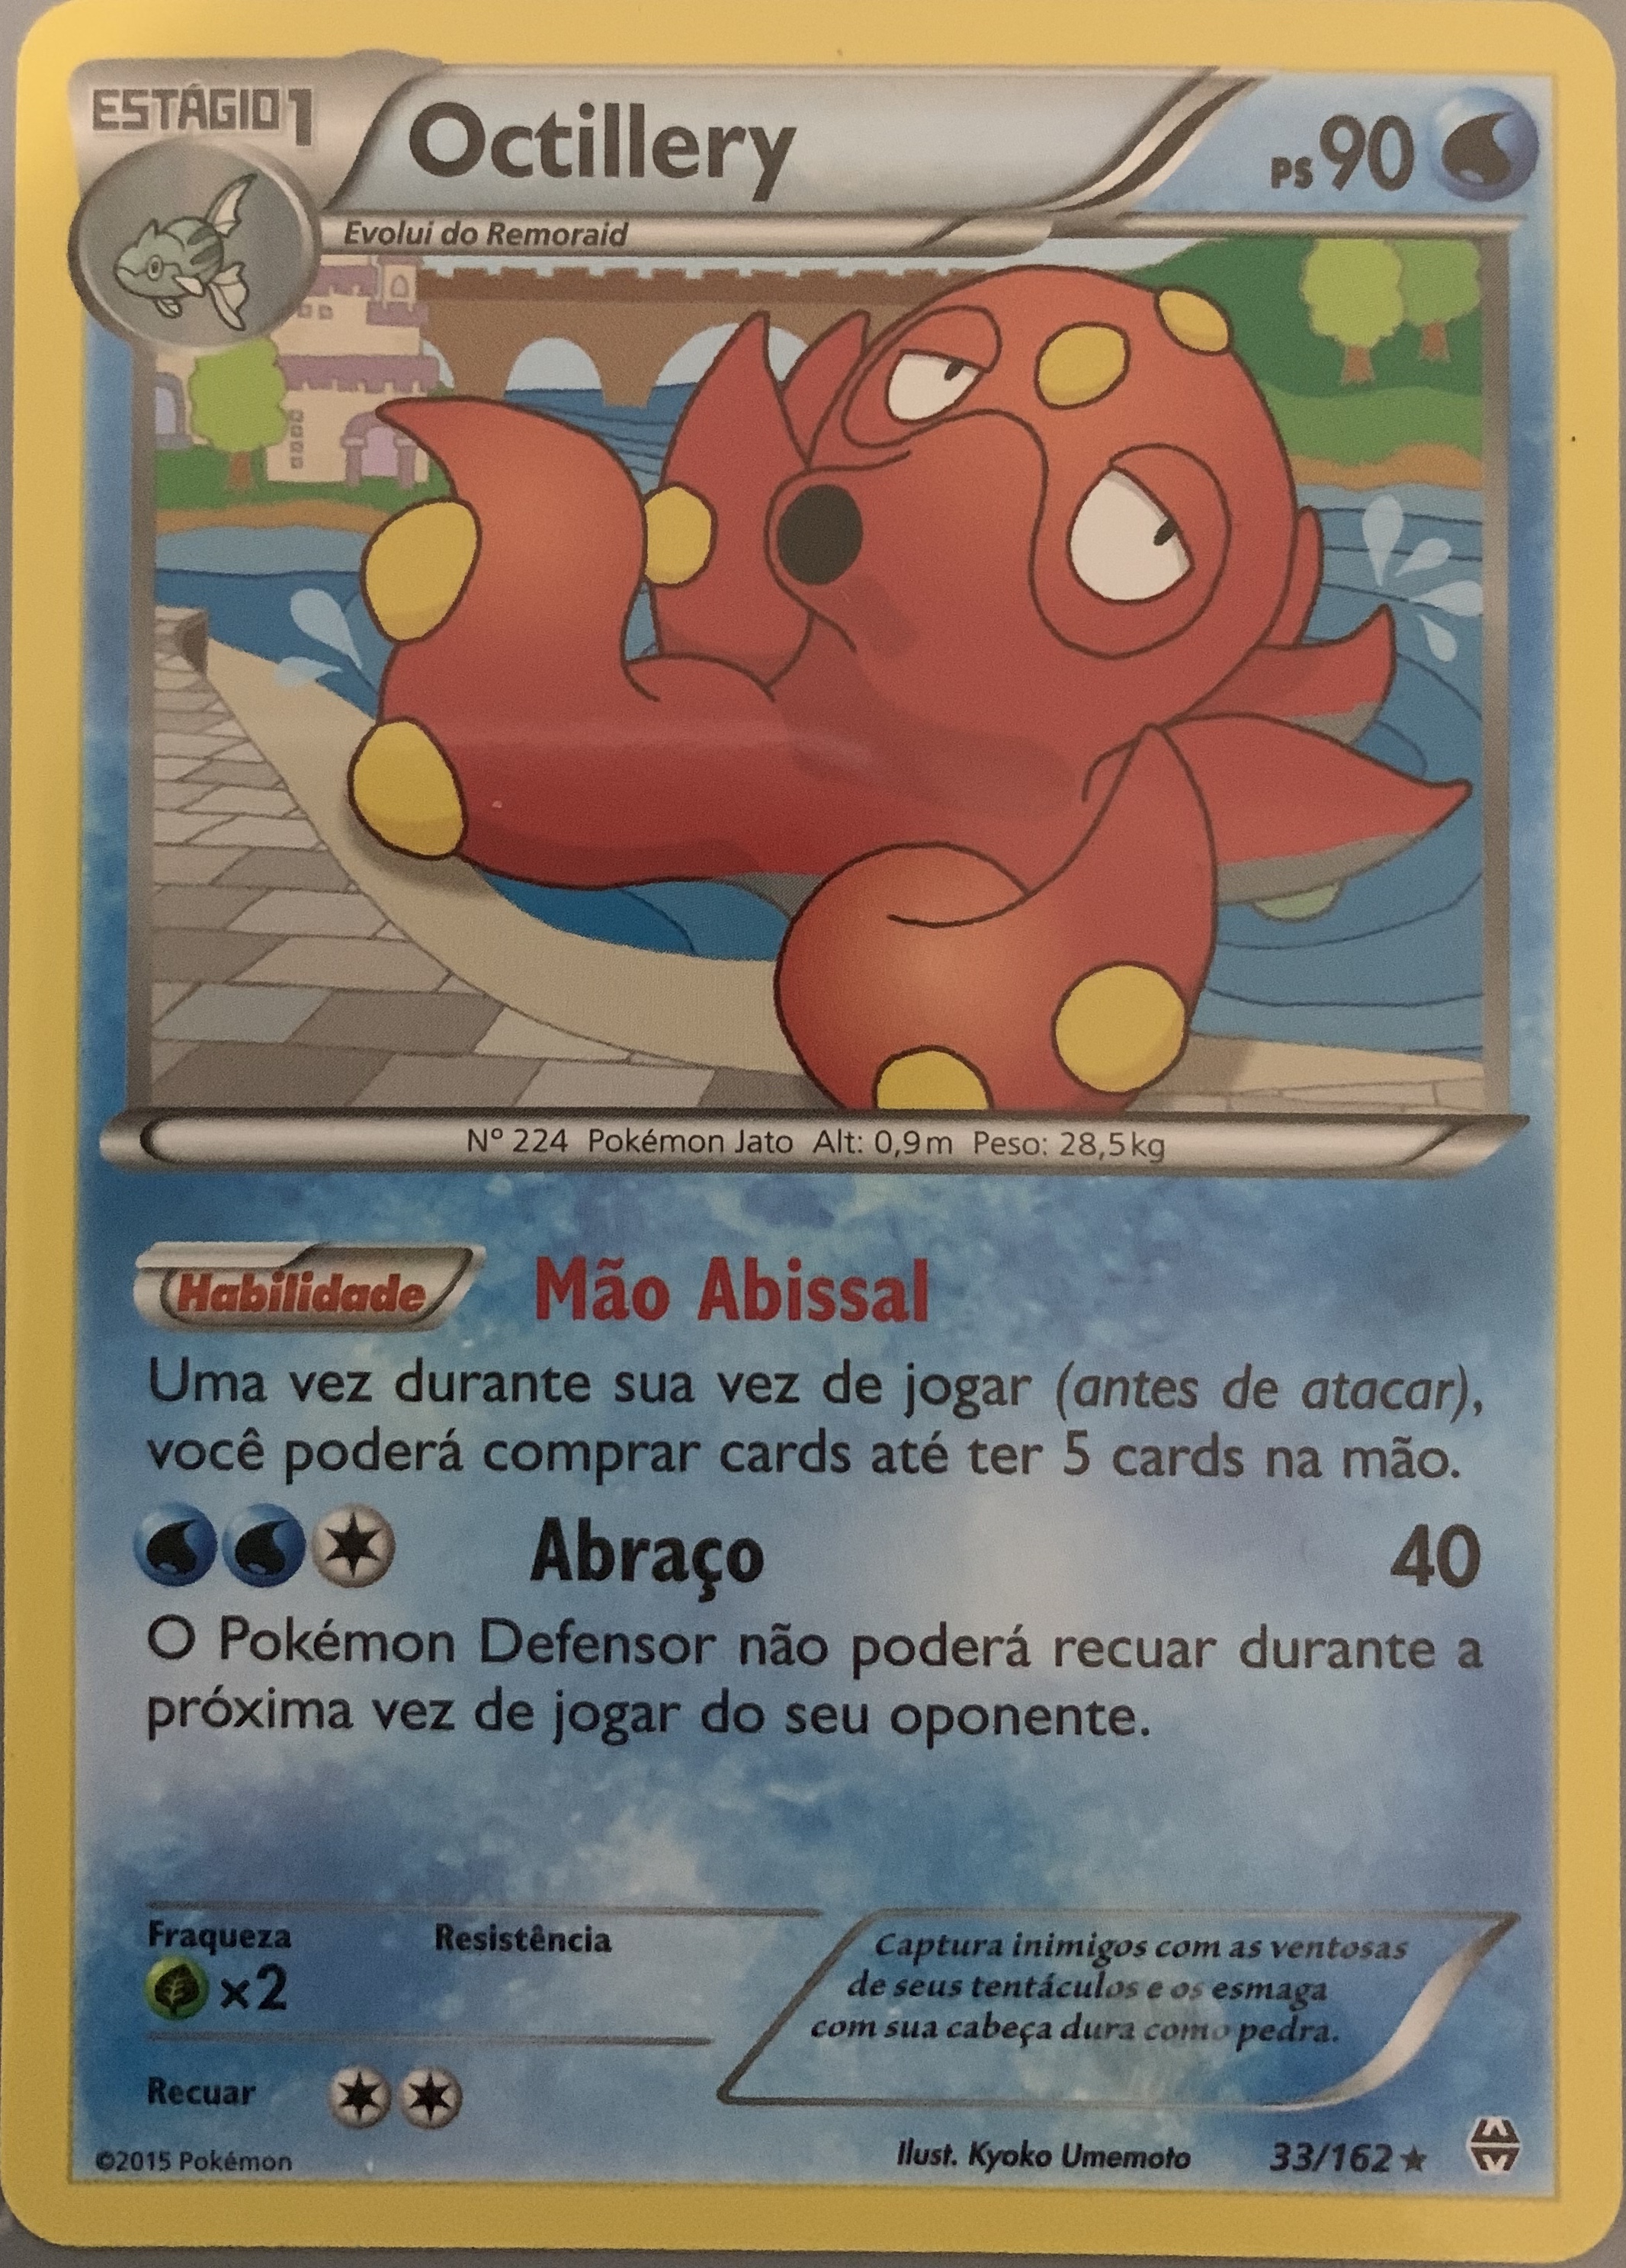 ESTÁGIO 1
Octillery
PS 90
Evolui do Remoraid
Nº 224 Pokémon Jato Alt: 0,9m Peso: 28,5kg
Habilidade Mão Abissal
Uma vez durante sua vez de jogar (antes de atacar),
você poderá comprar cards até ter 5 cards na mão.
Abraço 40
O Pokémon Defensor não poderá recuar durante a
próxima vez de jogar do seu oponente.
Fraqueza Resistência
×2
Recuar
Captura inimigos com as ventosas
de seus tentáculos e os esmaga
com sua cabeça dura como pedra.
©2015 Pokémon
Ilust. Kyoko Umemoto 33/162 ★